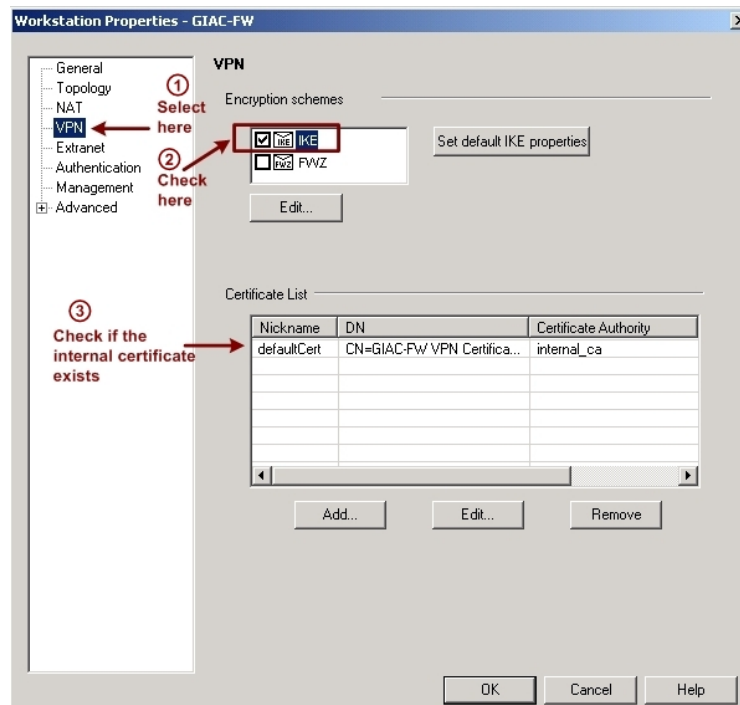 Workstation Properties - GIAC-FW
General
Topology
NAT
VPN
Extranet
Authentication
Management
Advanced
① Select here
② Check here
③ Check if the internal certificate exists
VPN
Encryption schemes
IKE IKE
FWZ FWZ
Set default IKE properties
Edit...
Certificate List
Nickname DN Certificate Authority
defaultCert CN=GIAC-FW VPN Certifica... internal_ca
Add... Edit... Remove
OK Cancel Help